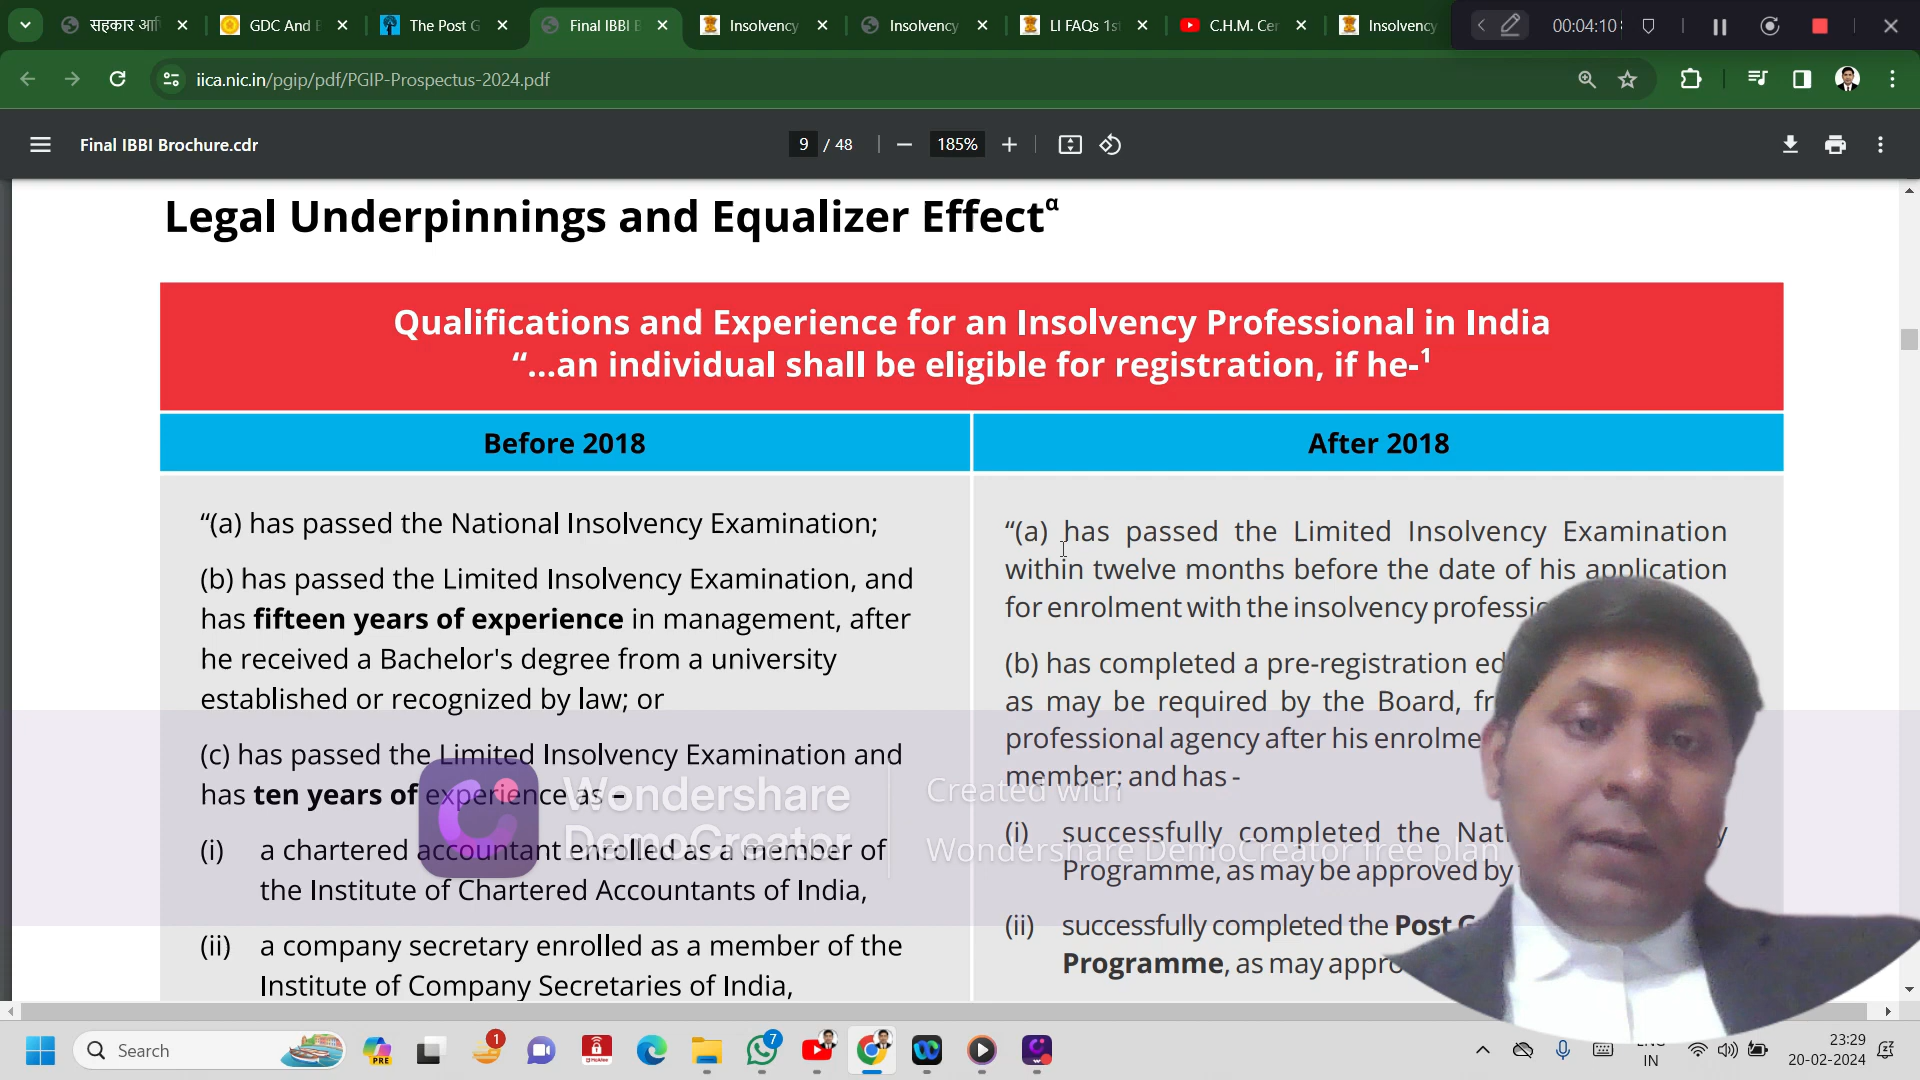 सहकार आ
GDC And E
The Post G
Final IBBI B
Insolvency
Insolvency
LI FAQs 1s
C.H.M. Cer
Insolvency
00:04:10
iica.nic.in/pgip/pdf/PGIP-Prospectus-2024.pdf
Final IBBI Brochure.cdr
9 / 48
185%
Legal Underpinnings and Equalizer Effectα
Qualifications and Experience for an Insolvency Professional in India
“...an individual shall be eligible for registration, if he-1
Before 2018
After 2018
“(a) has passed the National Insolvency Examination;
(b) has passed the Limited Insolvency Examination, and
has fifteen years of experience in management, after
he received a Bachelor's degree from a university
established or recognized by law; or
(c) has passed the Limited Insolvency Examination and
has ten years of experience as –
(i) a chartered accountant enrolled as a member of
the Institute of Chartered Accountants of India,
(ii) a company secretary enrolled as a member of the
Institute of Company Secretaries of India,
“(a) has passed the Limited Insolvency Examination
within twelve months before the date of his application
for enrolment with the insolvency professi
(b) has completed a pre-registration ed
as may be required by the Board, fr
professional agency after his enrolme
member; and has -
(i) successfully completed the Nat y
Programme, as may be approved by
(ii) successfully completed the Post G
Programme, as may appro
Wondershare
DemoCreator
Created with
Wondershare DemoCreator free plan
Search
PRE
1
McAfee
7
ENG
IN
23:29
20-02-2024